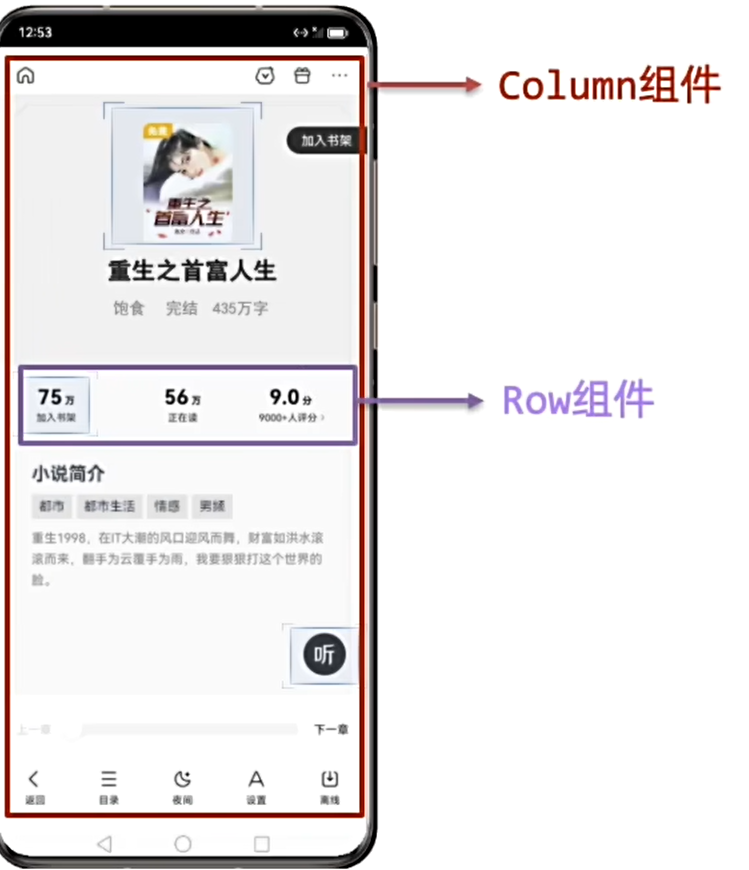 12:53
Column组件
加入书架
免费
重生之
首富人生
重生之首富人生
饱食 完结 435万字
75万 56万 9.0分
加入书架 正在读 9000+人评分 >
Row组件
小说简介
都市 都市生活 情感 男频
重生1998，在IT大潮的风口迎风而舞，财富如洪水滚
滚而来，翻手为云覆手为雨，我要狠狠打这个世界的
脸。
听
上一章 下一章
返回 目录 夜间 设置 离线